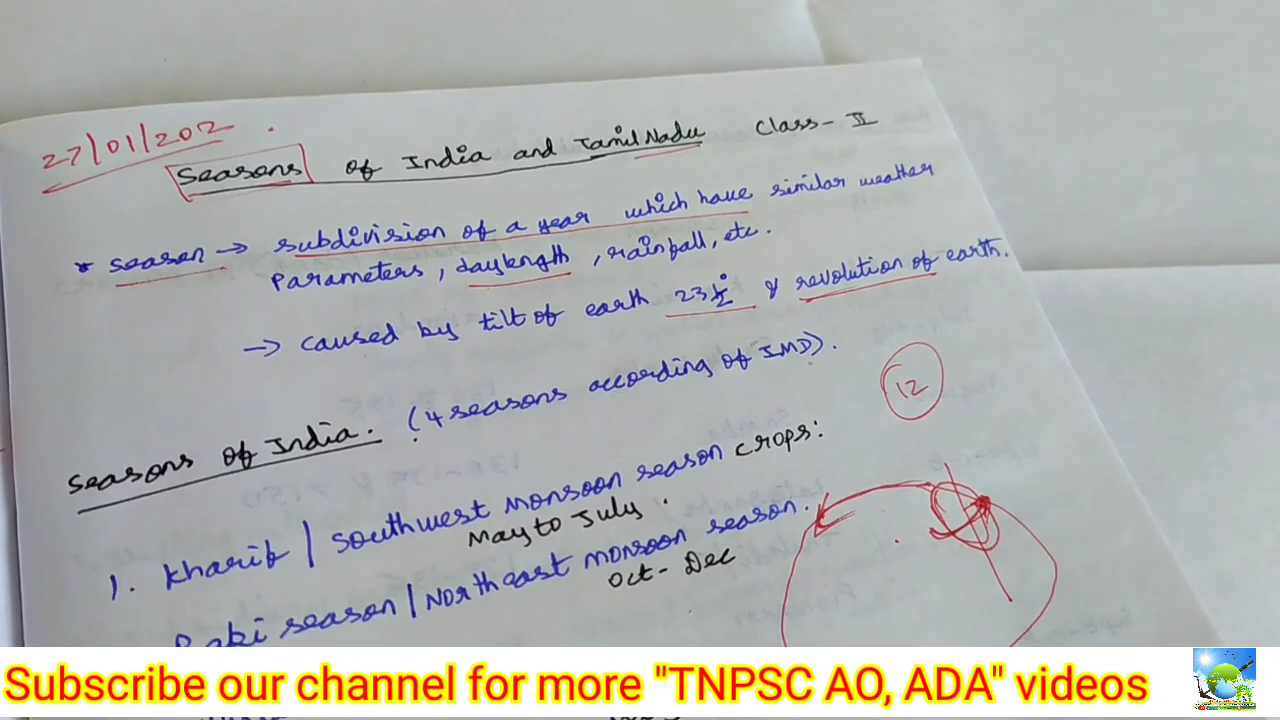 27/01/202
Seasons of India and TamilNadu Class-II
* season → subdivision of a year which have similar weather
parameters, daylength, rainfall, etc.
→ caused by tilt of earth 23½° & revolution of earth.
12
Seasons of India. (4 seasons according of IMD).
1. Kharif / Southwest Monsoon season crops:
May to July.
Rabi season / Northeast monsoon season.
Oct - Dec
Subscribe our channel for more "TNPSC AO, ADA" videos